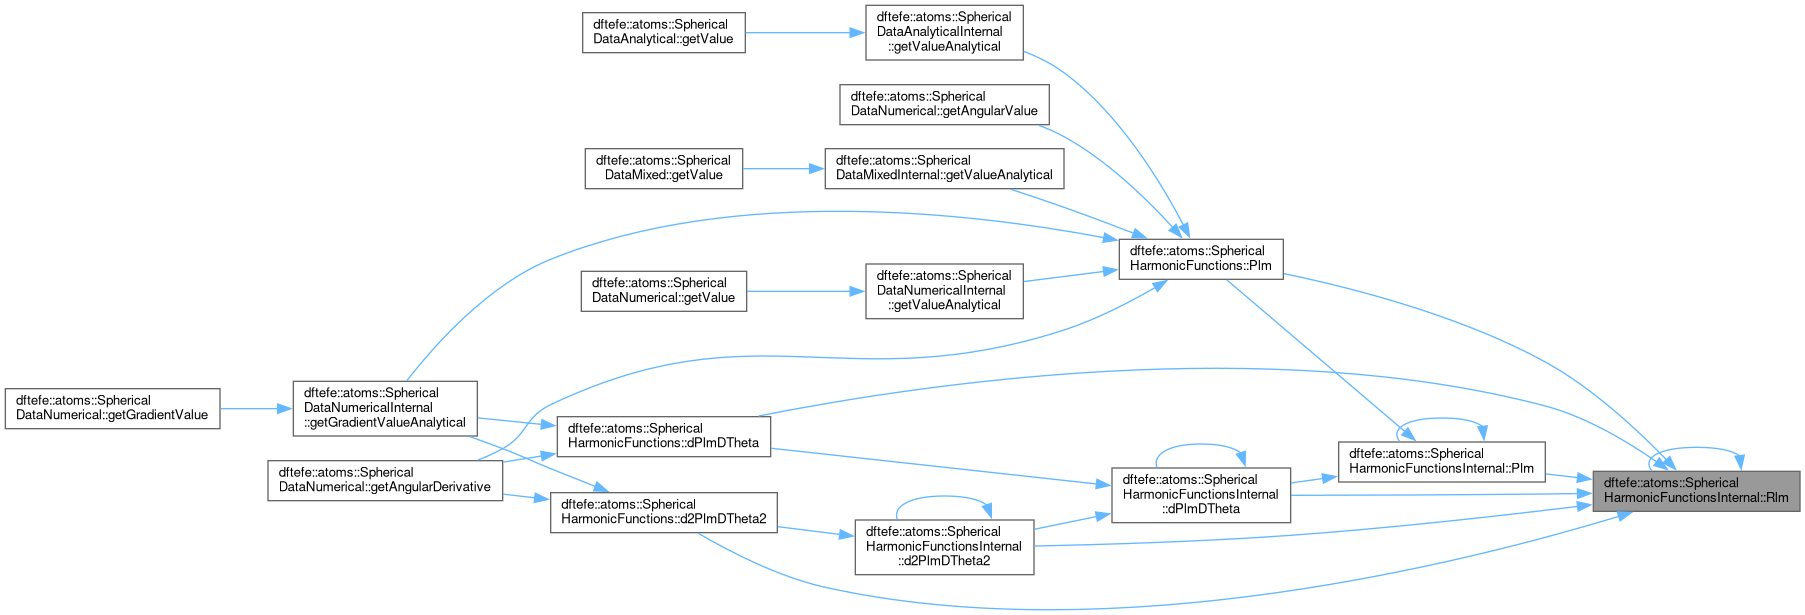 dftefe::atoms::Spherical
DataAnalytical::getValue
dftefe::atoms::Spherical
DataAnalyticalInternal
::getValueAnalytical
dftefe::atoms::Spherical
DataNumerical::getAngularValue
dftefe::atoms::Spherical
DataMixed::getValue
dftefe::atoms::Spherical
DataMixedInternal::getValueAnalytical
dftefe::atoms::Spherical
HarmonicFunctions::Plm
dftefe::atoms::Spherical
DataNumerical::getValue
dftefe::atoms::Spherical
DataNumericalInternal
::getValueAnalytical
dftefe::atoms::Spherical
DataNumerical::getGradientValue
dftefe::atoms::Spherical
DataNumericalInternal
::getGradientValueAnalytical
dftefe::atoms::Spherical
HarmonicFunctions::dPlmDTheta
dftefe::atoms::Spherical
DataNumerical::getAngularDerivative
dftefe::atoms::Spherical
HarmonicFunctions::d2PlmDTheta2
dftefe::atoms::Spherical
HarmonicFunctionsInternal
::d2PlmDTheta2
dftefe::atoms::Spherical
HarmonicFunctionsInternal
::dPlmDTheta
dftefe::atoms::Spherical
HarmonicFunctionsInternal::Plm
dftefe::atoms::Spherical
HarmonicFunctionsInternal::Rlm